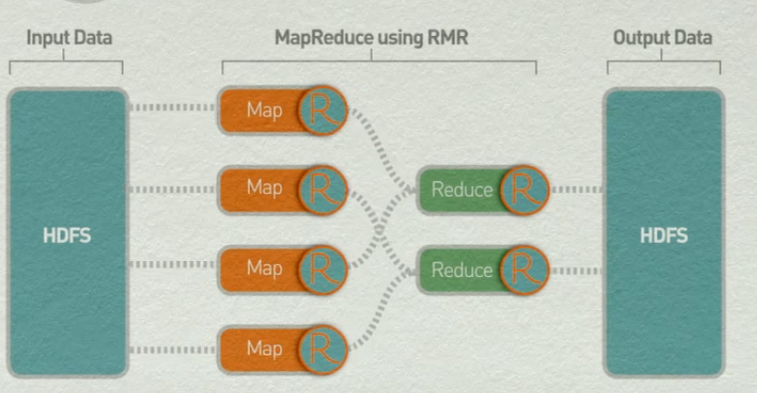 Input Data
MapReduce using RMR
Output Data
Map R
Map R
Reduce R
HDFS
HDFS
Map R
Reduce R
Map R